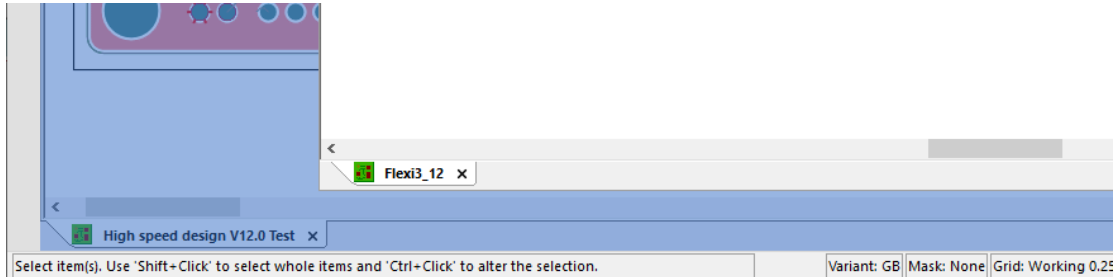 Flexi3_12
High speed design V12.0 Test
Select item(s). Use 'Shift+Click' to select whole items and 'Ctrl+Click' to alter the selection. Variant: GB Mask: None Grid: Working 0.25